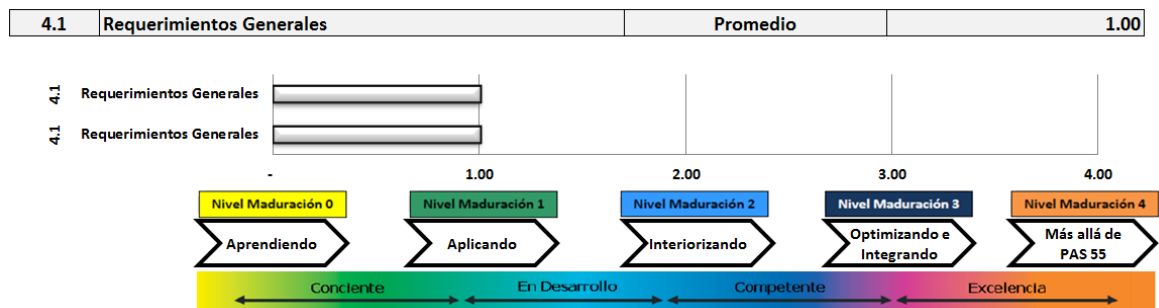 4.1 Requerimientos Generales Promedio 1.00
4.1 Requerimientos Generales
4.1 Requerimientos Generales
- 1.00 2.00 3.00 4.00
Nivel Maduración 0 Nivel Maduración 1 Nivel Maduración 2 Nivel Maduración 3 Nivel Maduración 4
Aprendiendo
Aplicando
Interiorizando
Optimizando e
Integrando
Más allá de
PAS 55
Conciente En Desarrollo Competente Excelencia